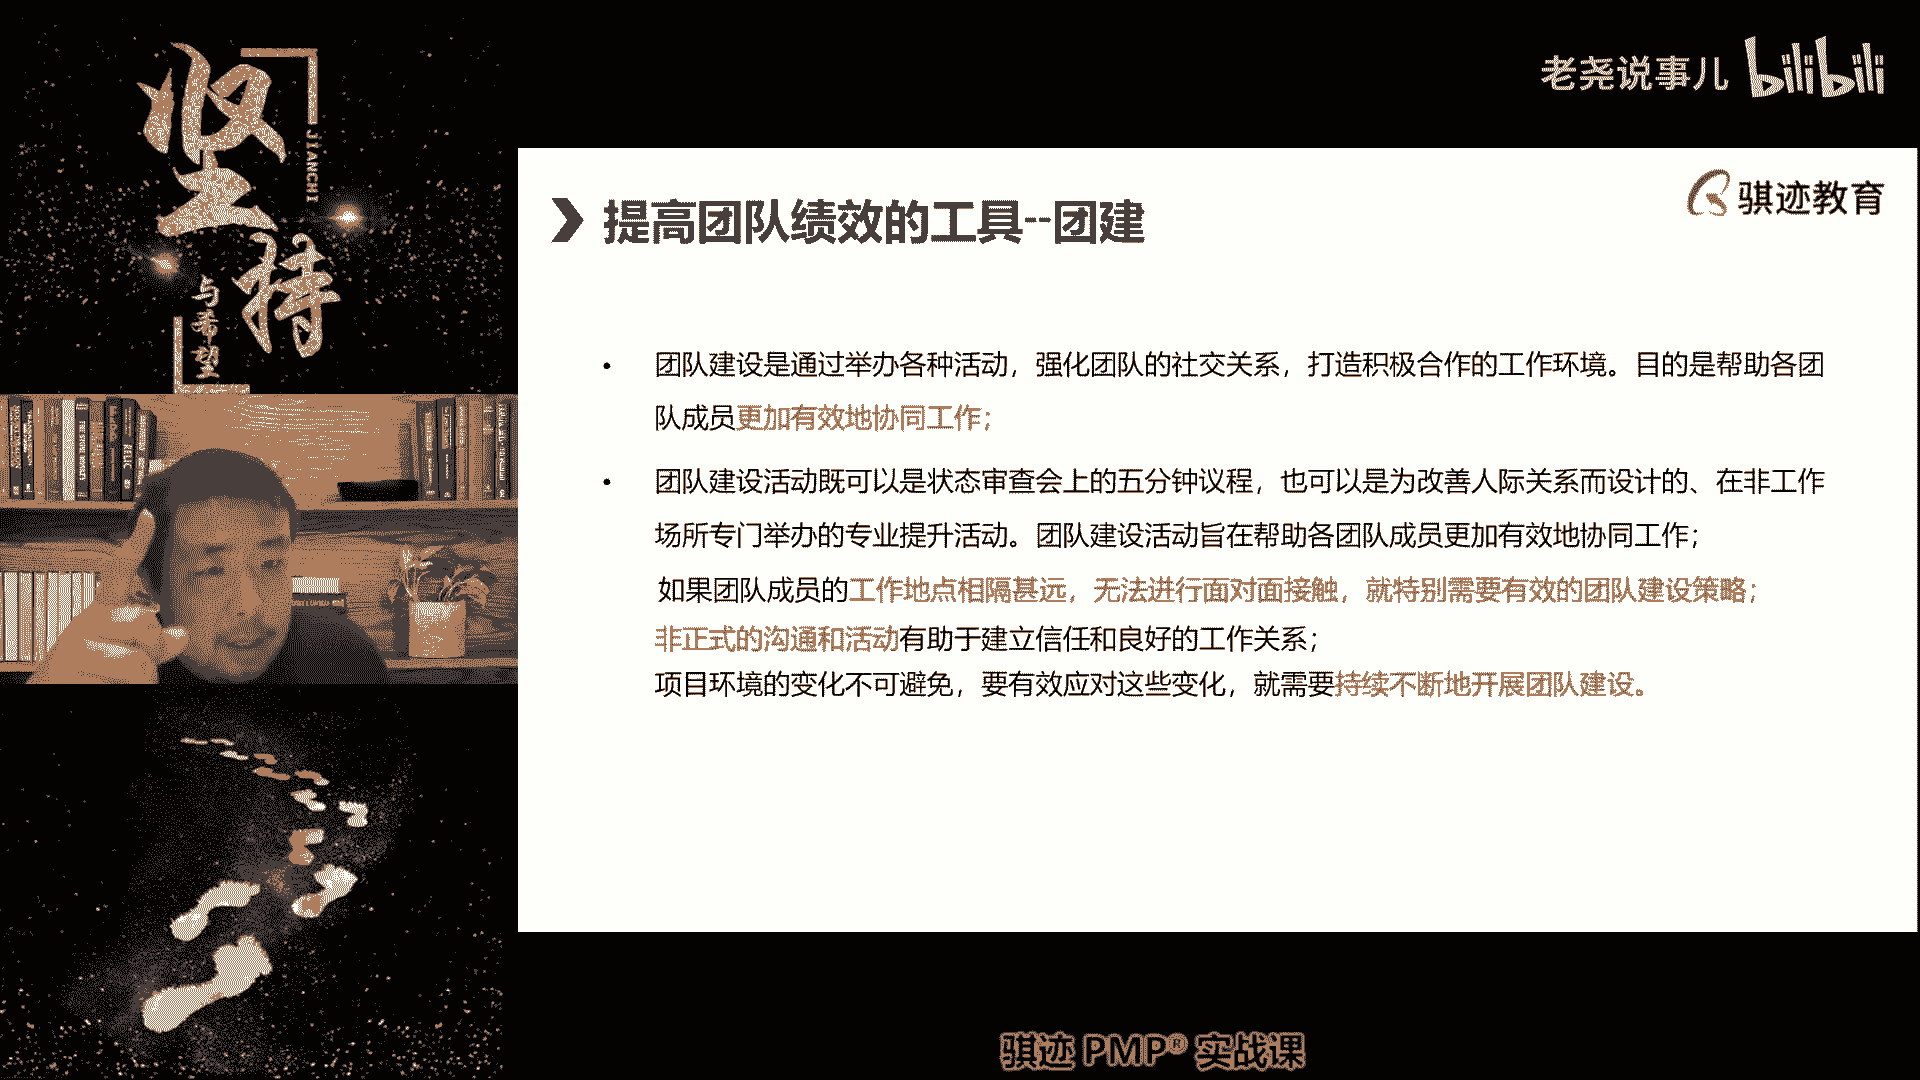 坚持
JIANCHI
与希望
老尧说事儿 bilibili
骐迹教育
提高团队绩效的工具--团建
• 团队建设是通过举办各种活动，强化团队的社交关系，打造积极合作的工作环境。目的是帮助各团
队成员更加有效地协同工作；
• 团队建设活动既可以是状态审查会上的五分钟议程，也可以是为改善人际关系而设计的、在非工作
场所专门举办的专业提升活动。团队建设活动旨在帮助各团队成员更加有效地协同工作；
如果团队成员的工作地点相隔甚远，无法进行面对面接触，就特别需要有效的团队建设策略；
非正式的沟通和活动有助于建立信任和良好的工作关系；
项目环境的变化不可避免，要有效应对这些变化，就需要持续不断地开展团队建设。
骐迹 PMP® 实战课